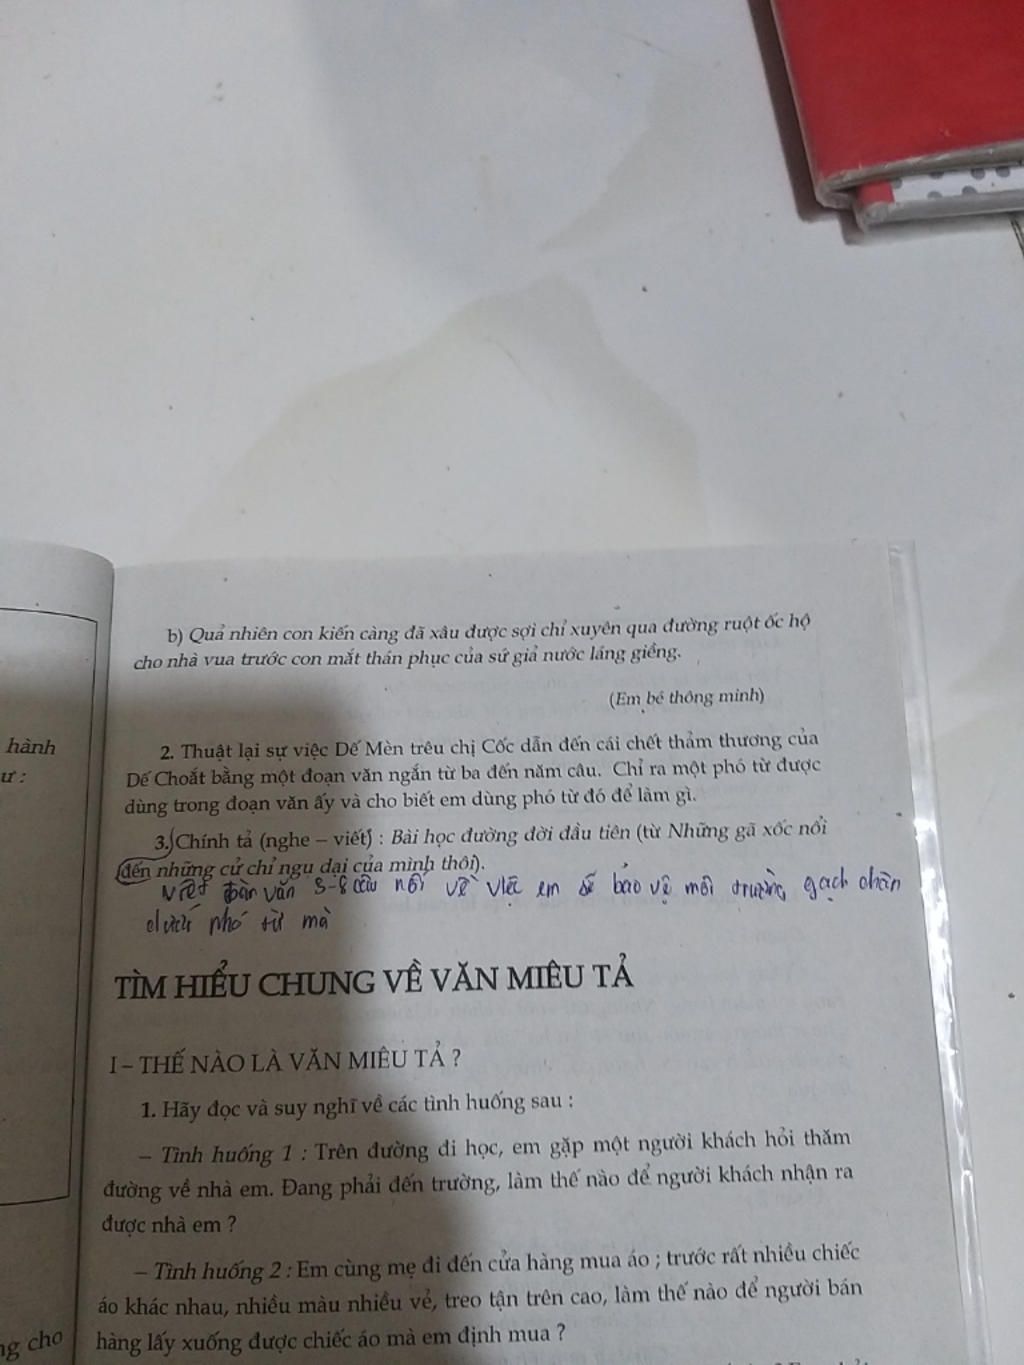 b) Quả nhiên con kiến càng đã xâu được sợi chỉ xuyên qua đường ruột ốc hộ
cho nhà vua trước con mắt thán phục của sứ giả nước láng giềng.
(Em bé thông minh)
hành
ư :
2. Thuật lại sự việc Dế Mèn trêu chị Cốc dẫn đến cái chết thảm thương của
Dế Choắt bằng một đoạn văn ngắn từ ba đến năm câu. Chỉ ra một phó từ được
dùng trong đoạn văn ấy và cho biết em dùng phó từ đó để làm gì.
3. Chính tả (nghe – viết) : Bài học đường đời đầu tiên (từ Những gã xốc nổi
đến những cử chỉ ngu dại của mình thôi).
Viết đoạn văn 5-8 câu nói về việc em sẽ bảo vệ môi trường, gạch chân
dưới phó từ mà
TÌM HIỂU CHUNG VỀ VĂN MIÊU TẢ
I – THẾ NÀO LÀ VĂN MIÊU TẢ ?
1. Hãy đọc và suy nghĩ về các tình huống sau :
– Tình huống 1 : Trên đường đi học, em gặp một người khách hỏi thăm
đường về nhà em. Đang phải đến trường, làm thế nào để người khách nhận ra
được nhà em ?
– Tình huống 2 : Em cùng mẹ đi đến cửa hàng mua áo ; trước rất nhiều chiếc
áo khác nhau, nhiều màu nhiều vẻ, treo tận trên cao, làm thế nào để người bán
hàng lấy xuống được chiếc áo mà em định mua ?
ng cho